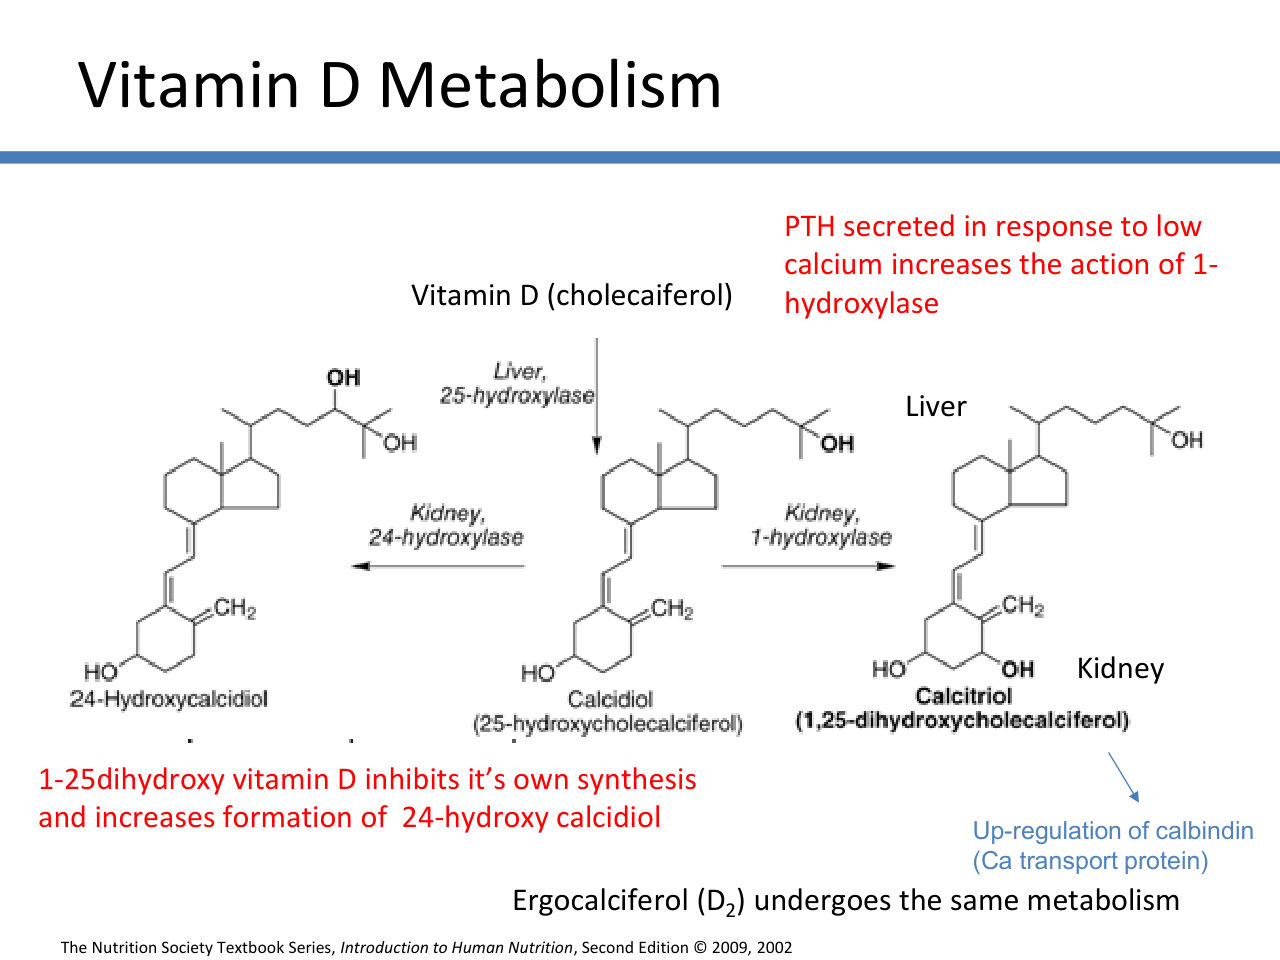 Vitamin D Metabolism
PTH secreted in response to low
calcium increases the action of 1-
hydroxylase
Vitamin D (cholecaiferol)
Liver,
25-hydroxylase
OH
OH
OH
Liver
OH
Kidney,
24-hydroxylase
Kidney,
1-hydroxylase
CH2
CH2
CH2
HO
HO
HO
OH
Kidney
24-Hydroxycalcidiol
Calcidiol
(25-hydroxycholecalciferol)
Calcitriol
(1,25-dihydroxycholecalciferol)
1-25dihydroxy vitamin D inhibits it’s own synthesis
and increases formation of  24-hydroxy calcidiol
Up-regulation of calbindin
(Ca transport protein)
Ergocalciferol (D2) undergoes the same metabolism
The Nutrition Society Textbook Series, Introduction to Human Nutrition, Second Edition © 2009, 2002